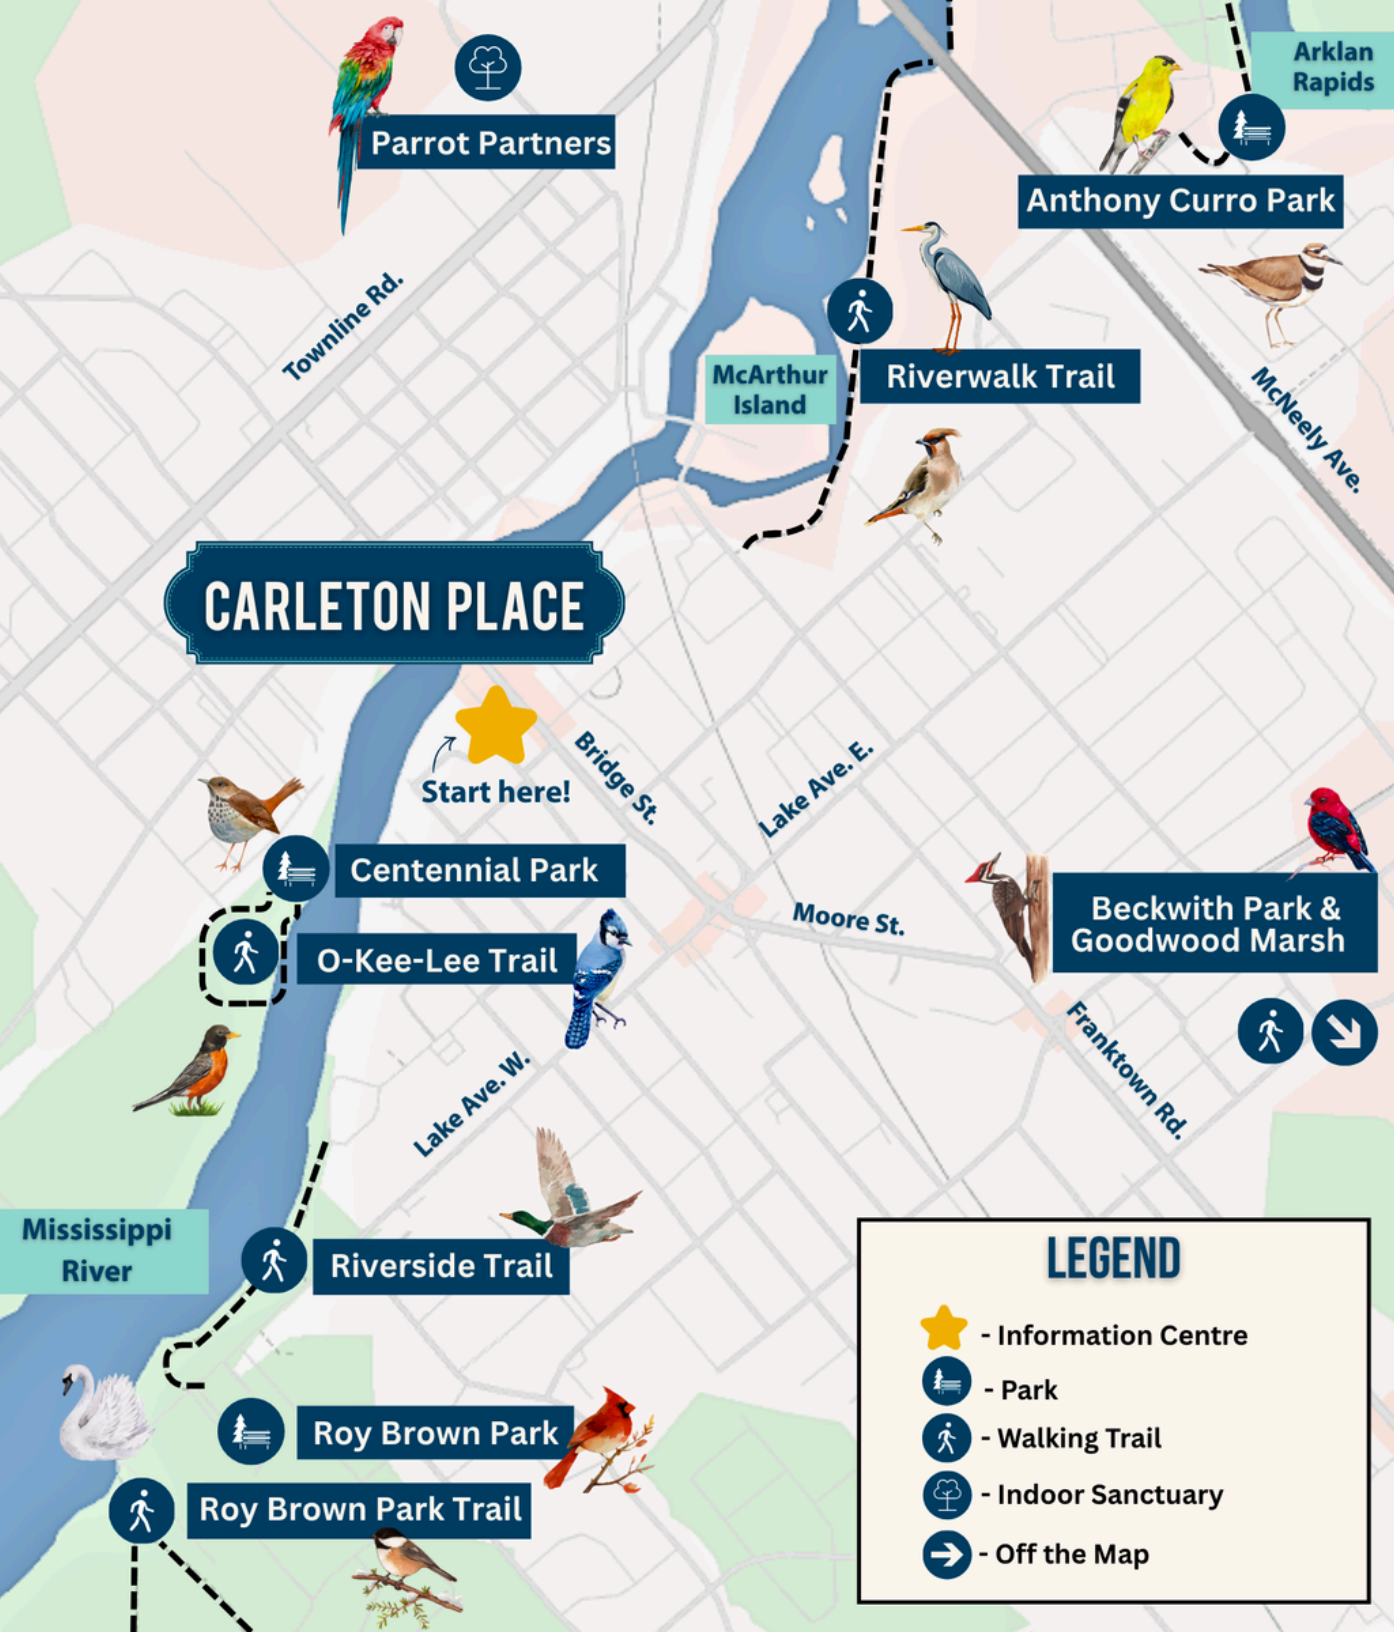 Arklan
Rapids
Parrot Partners
Anthony Curro Park
Townline Rd.
McArthur
Island
Riverwalk Trail
McNeely Ave.
CARLETON PLACE
Start here!
Bridge St.
Lake Ave. E.
Centennial Park
Moore St.
Beckwith Park &
Goodwood Marsh
O-Kee-Lee Trail
Franktown Rd.
Lake Ave. W.
Mississippi
River
Riverside Trail
Roy Brown Park
Roy Brown Park Trail
LEGEND
- Information Centre
- Park
- Walking Trail
- Indoor Sanctuary
- Off the Map